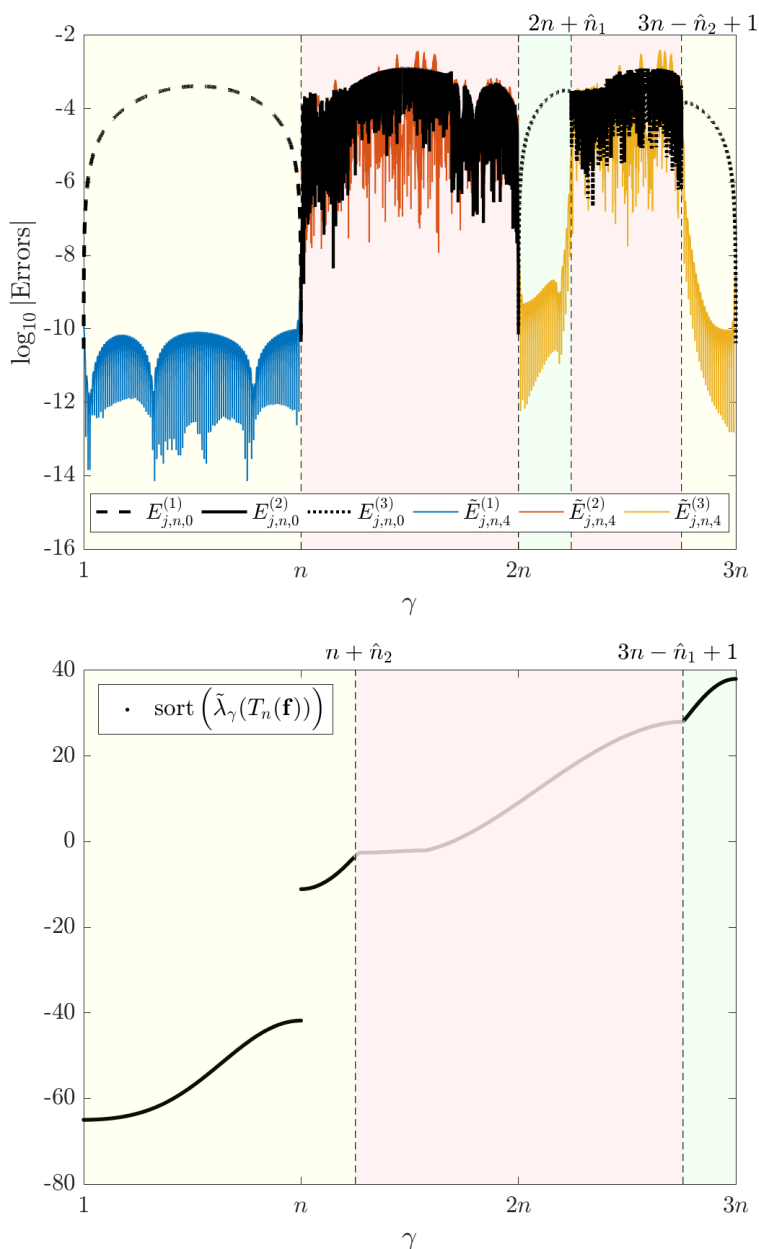 2n + n̂₁ 3n − n̂₂ + 1
-2
-4
-6
-8
-10
-12
-14
-16
log₁₀ |Errors|
E⁽¹⁾ⱼ,ₙ,₀ E⁽²⁾ⱼ,ₙ,₀ E⁽³⁾ⱼ,ₙ,₀ Ẽ⁽¹⁾ⱼ,ₙ,₄ Ẽ⁽²⁾ⱼ,ₙ,₄ Ẽ⁽³⁾ⱼ,ₙ,₄
1 n 2n 3n
γ
n + n̂₂ 3n − n̂₁ + 1
40
20
0
-20
-40
-60
-80
sort (λ̃ᵧ(Tₙ(f)))
1 n 2n 3n
γ